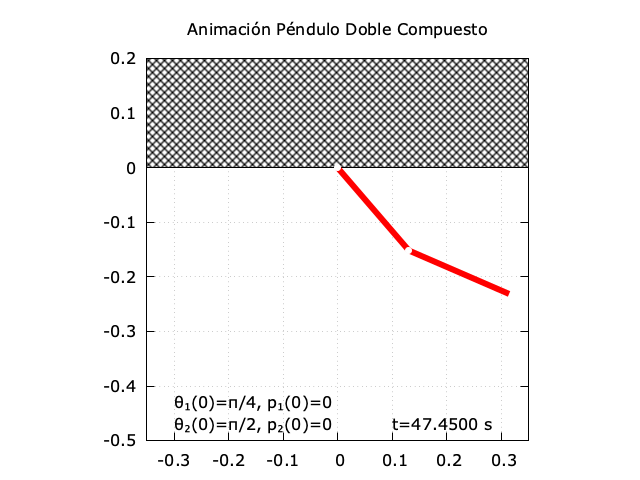 Animación Péndulo Doble Compuesto
0.2
0.1
0
-0.1
-0.2
-0.3
-0.4
-0.5
θ₁(0)=π/4, p₁(0)=0
θ₂(0)=π/2, p₂(0)=0 t=47.4500 s
-0.3 -0.2 -0.1 0 0.1 0.2 0.3